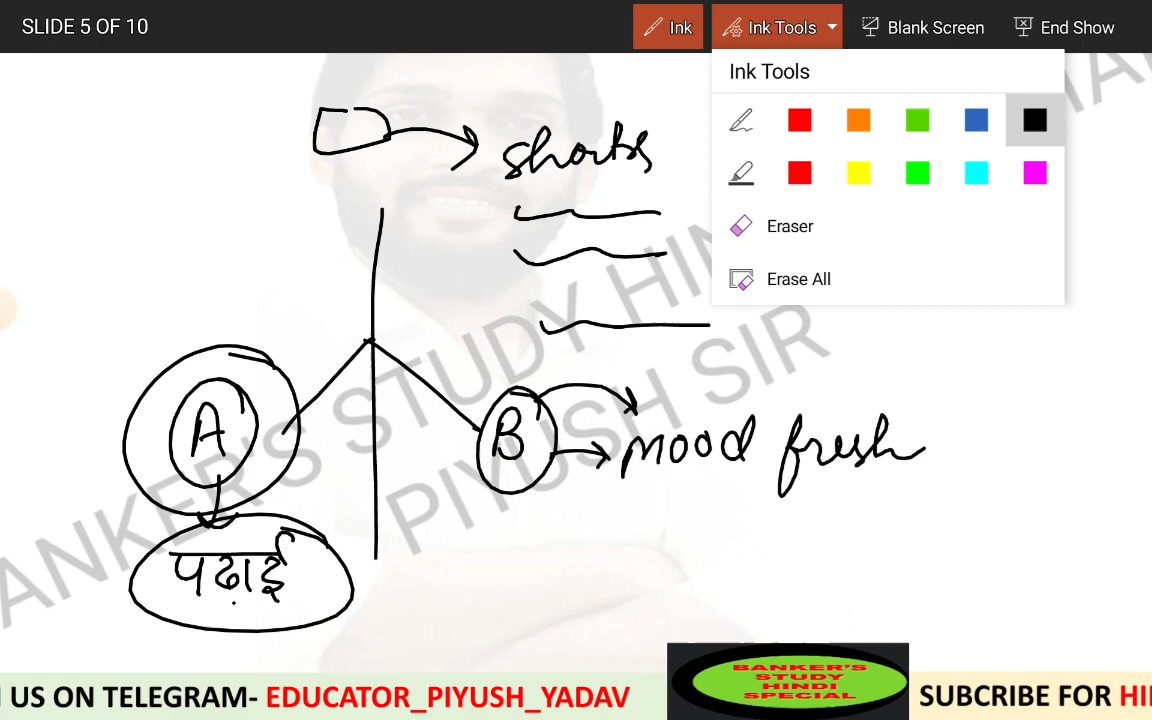 SLIDE 5 OF 10
Ink
Ink Tools
Blank Screen
End Show
Ink Tools
Eraser
Erase All
shorts
A
B
mood fresh
पढाई
BANKER'S STUDY HINDI
PIYUSH SIR
US ON TELEGRAM- EDUCATOR_PIYUSH_YADAV
BANKER'S
STUDY
HINDI
SPECIAL
SUBCRIBE FOR HI